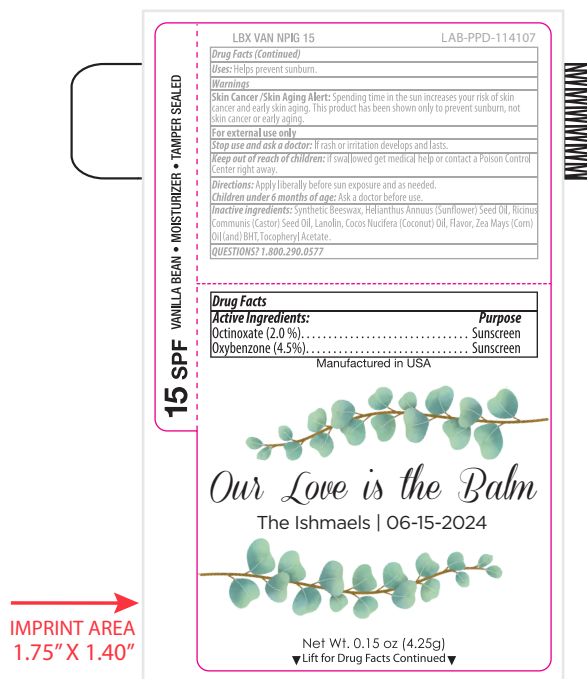 LBX VAN NPIG 15 LAB-PPD-114107
Drug Facts (Continued)
Uses: Helps prevent sunburn.
Warnings
Skin Cancer /Skin Aging Alert: Spending time in the sun increases your risk of skin
cancer and early skin aging. This product has been shown only to prevent sunburn, not
skin cancer or early aging.
For external use only
Stop use and ask a doctor: If rash or irritation develops and lasts.
Keep out of reach of children: if swallowed get medical help or contact a Poison Control
Center right away.
Directions: Apply liberally before sun exposure and as needed.
Children under 6 months of age: Ask a doctor before use.
Inactive ingredients: Synthetic Beeswax, Helianthus Annuus (Sunflower) Seed Oil, Ricinus
Communis (Castor) Seed Oil, Lanolin, Cocos Nucifera (Coconut) Oil, Flavor, Zea Mays (Corn)
Oil (and) BHT, Tocopheryl Acetate.
QUESTIONS? 1.800.290.0577
15 SPF VANILLA BEAN • MOISTURIZER • TAMPER SEALED
Drug Facts
Active Ingredients: Purpose
Octinoxate (2.0 %)............................... Sunscreen
Oxybenzone (4.5%).............................. Sunscreen
Manufactured in USA
Our Love is the Balm
The Ishmaels | 06-15-2024
IMPRINT AREA
1.75” X 1.40”
Net Wt. 0.15 oz (4.25g)
▼Lift for Drug Facts Continued▼